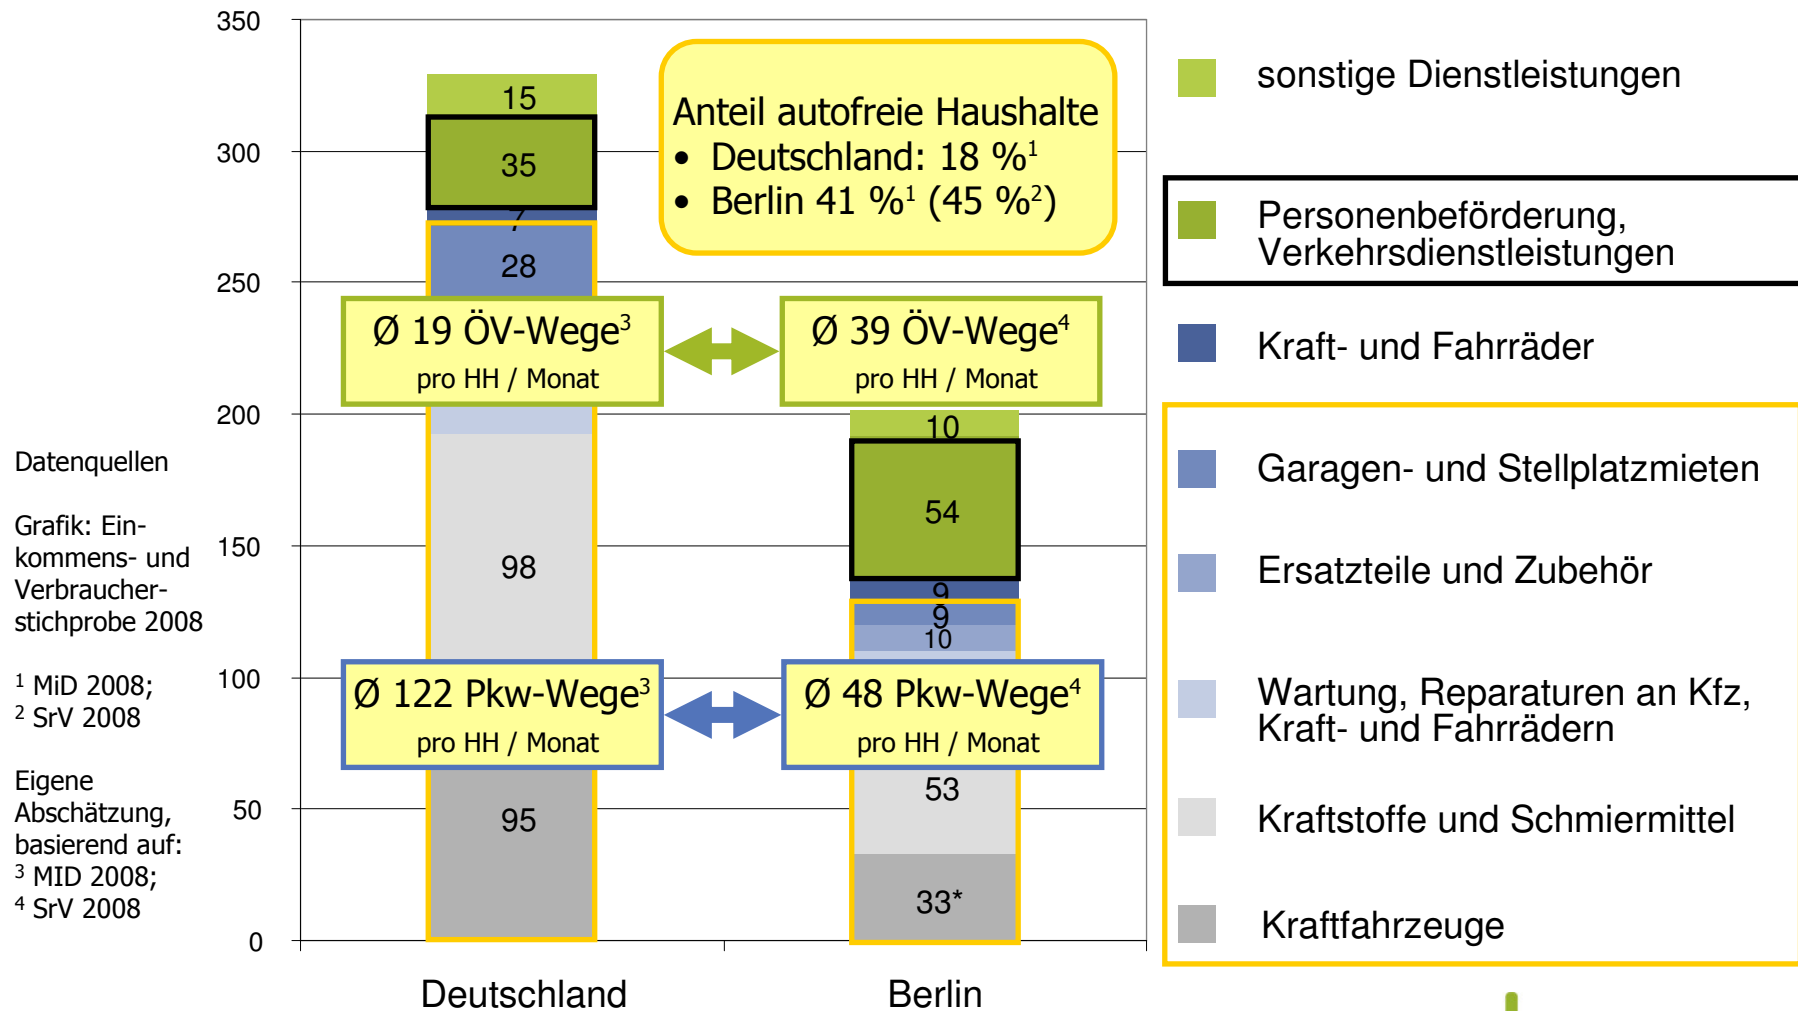 350
300
250
200
150
100
50
0
15
35
7
28
98
95
10
54
9
9
10
53
33*
Deutschland
Berlin
Anteil autofreie Haushalte
• Deutschland: 18 %¹
• Berlin 41 %¹ (45 %²)
Ø 19 ÖV-Wege³
pro HH / Monat
Ø 39 ÖV-Wege⁴
pro HH / Monat
Ø 122 Pkw-Wege³
pro HH / Monat
Ø 48 Pkw-Wege⁴
pro HH / Monat
sonstige Dienstleistungen
Personenbeförderung,
Verkehrsdienstleistungen
Kraft- und Fahrräder
Garagen- und Stellplatzmieten
Ersatzteile und Zubehör
Wartung, Reparaturen an Kfz,
Kraft- und Fahrrädern
Kraftstoffe und Schmiermittel
Kraftfahrzeuge
Datenquellen
Grafik: Ein-
kommens- und
Verbraucher-
stichprobe 2008
¹ MiD 2008;
² SrV 2008
Eigene
Abschätzung,
basierend auf:
³ MID 2008;
⁴ SrV 2008